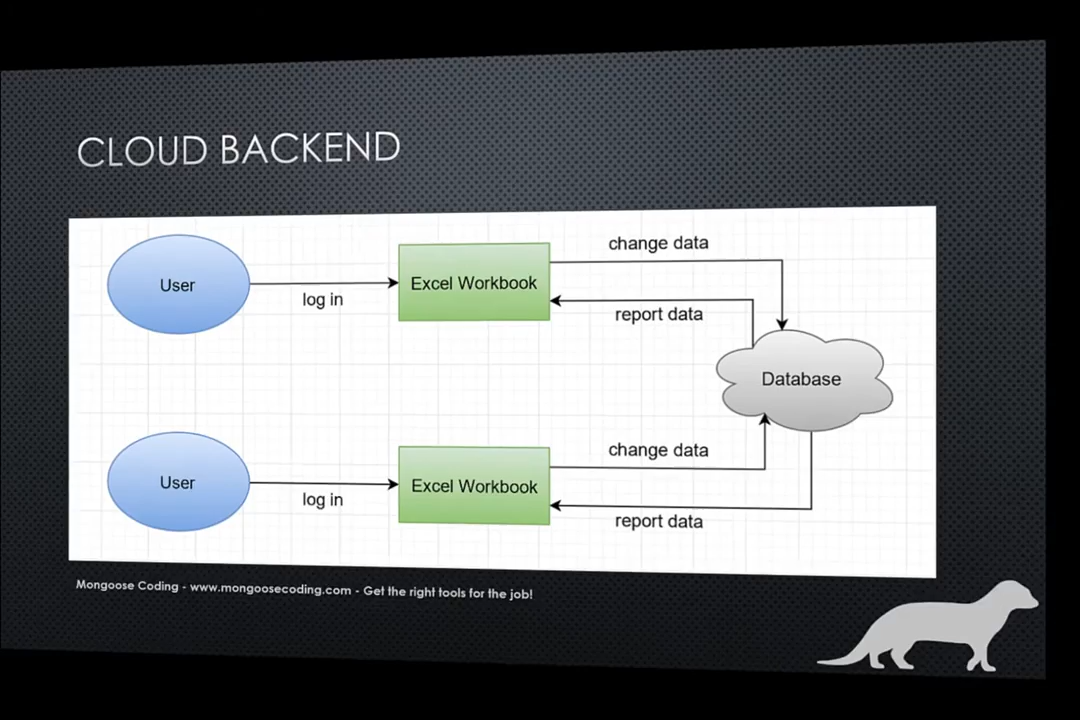 CLOUD BACKEND
change data
User
Excel Workbook
log in
report data
Database
change data
User
Excel Workbook
log in
report data
Mongoose Coding - www.mongoosecoding.com - Get the right tools for the job!